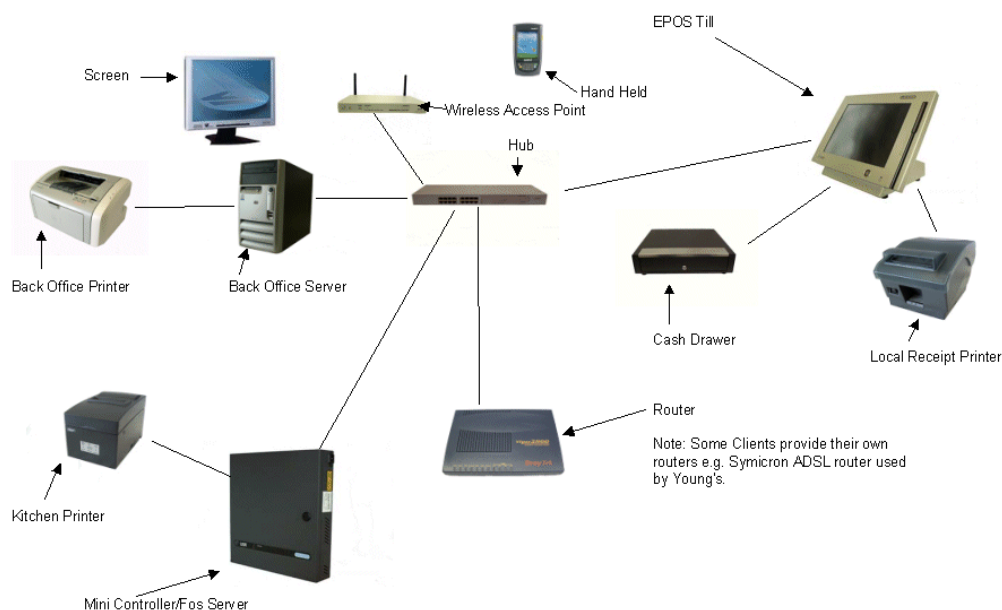 EPOS Till
Screen
Hand Held
Wireless Access Point
Hub
Back Office Printer
Back Office Server
Cash Drawer
Local Receipt Printer
Router
Note: Some Clients provide their own
routers e.g. Symicron ADSL router used
by Young's.
Kitchen Printer
Mini Controller/Fos Server